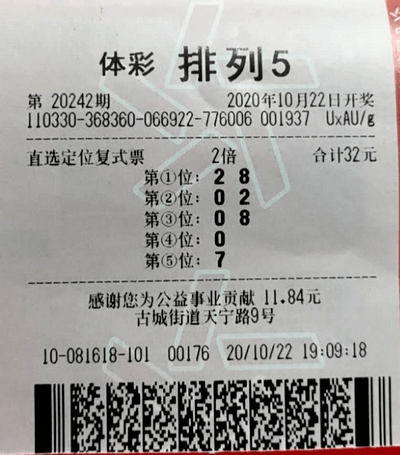 体彩 排列5
第 20242期 2020年10月22日开奖
110330-368360-066922-776006 001937 UxAU/g
直选定位复式票 2倍 合计32元
第①位: 2 8
第②位: 0 2
第③位: 0 8
第④位: 0
第⑤位: 7
感谢您为公益事业贡献 11.84元
古城街道天宁路9号
10-081618-101 00176 20/10/22 19:09:18